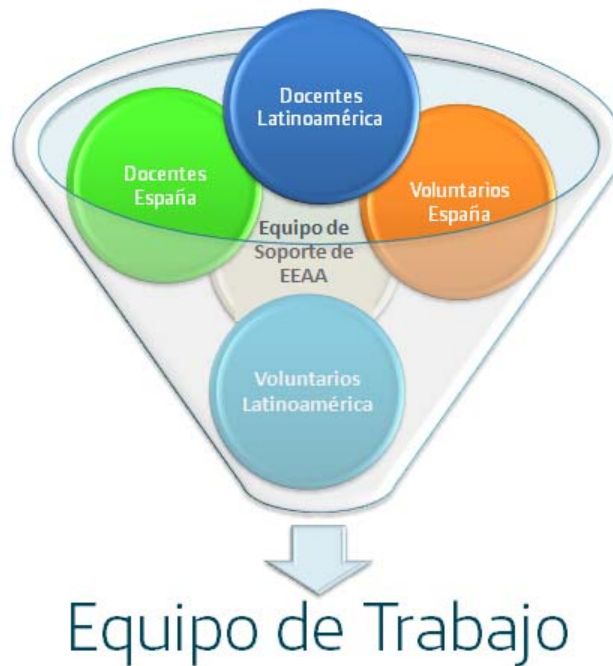 Docentes
Latinoamérica
Docentes
España
Voluntarios
España
Equipo de
Soporte de
EEAA
Voluntarios
Latinoamérica
Equipo de Trabajo